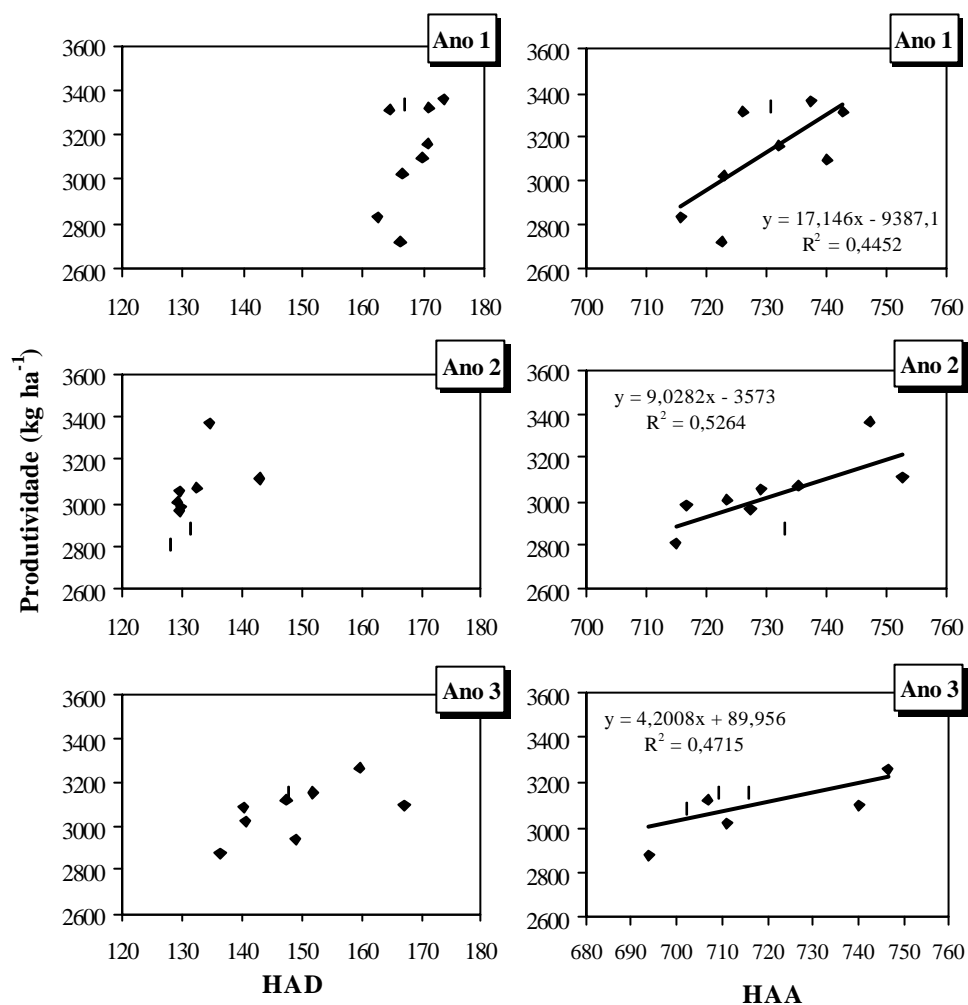 Ano 1
3600
3400
3200
3000
2800
2600
120 130 140 150 160 170 180
Ano 1
3600
3400
3200
3000
2800
2600
y = 17,146x - 9387,1
R² = 0,4452
700 710 720 730 740 750 760
Produtividade (kg ha⁻¹)
Ano 2
3600
3400
3200
3000
2800
2600
120 130 140 150 160 170 180
Ano 2
3600
3400
3200
3000
2800
2600
y = 9,0282x - 3573
R² = 0,5264
700 710 720 730 740 750 760
Ano 3
3600
3400
3200
3000
2800
2600
120 130 140 150 160 170 180
HAD
Ano 3
3600
3400
3200
3000
2800
2600
y = 4,2008x + 89,956
R² = 0,4715
680 690 700 710 720 730 740 750 760
HAA